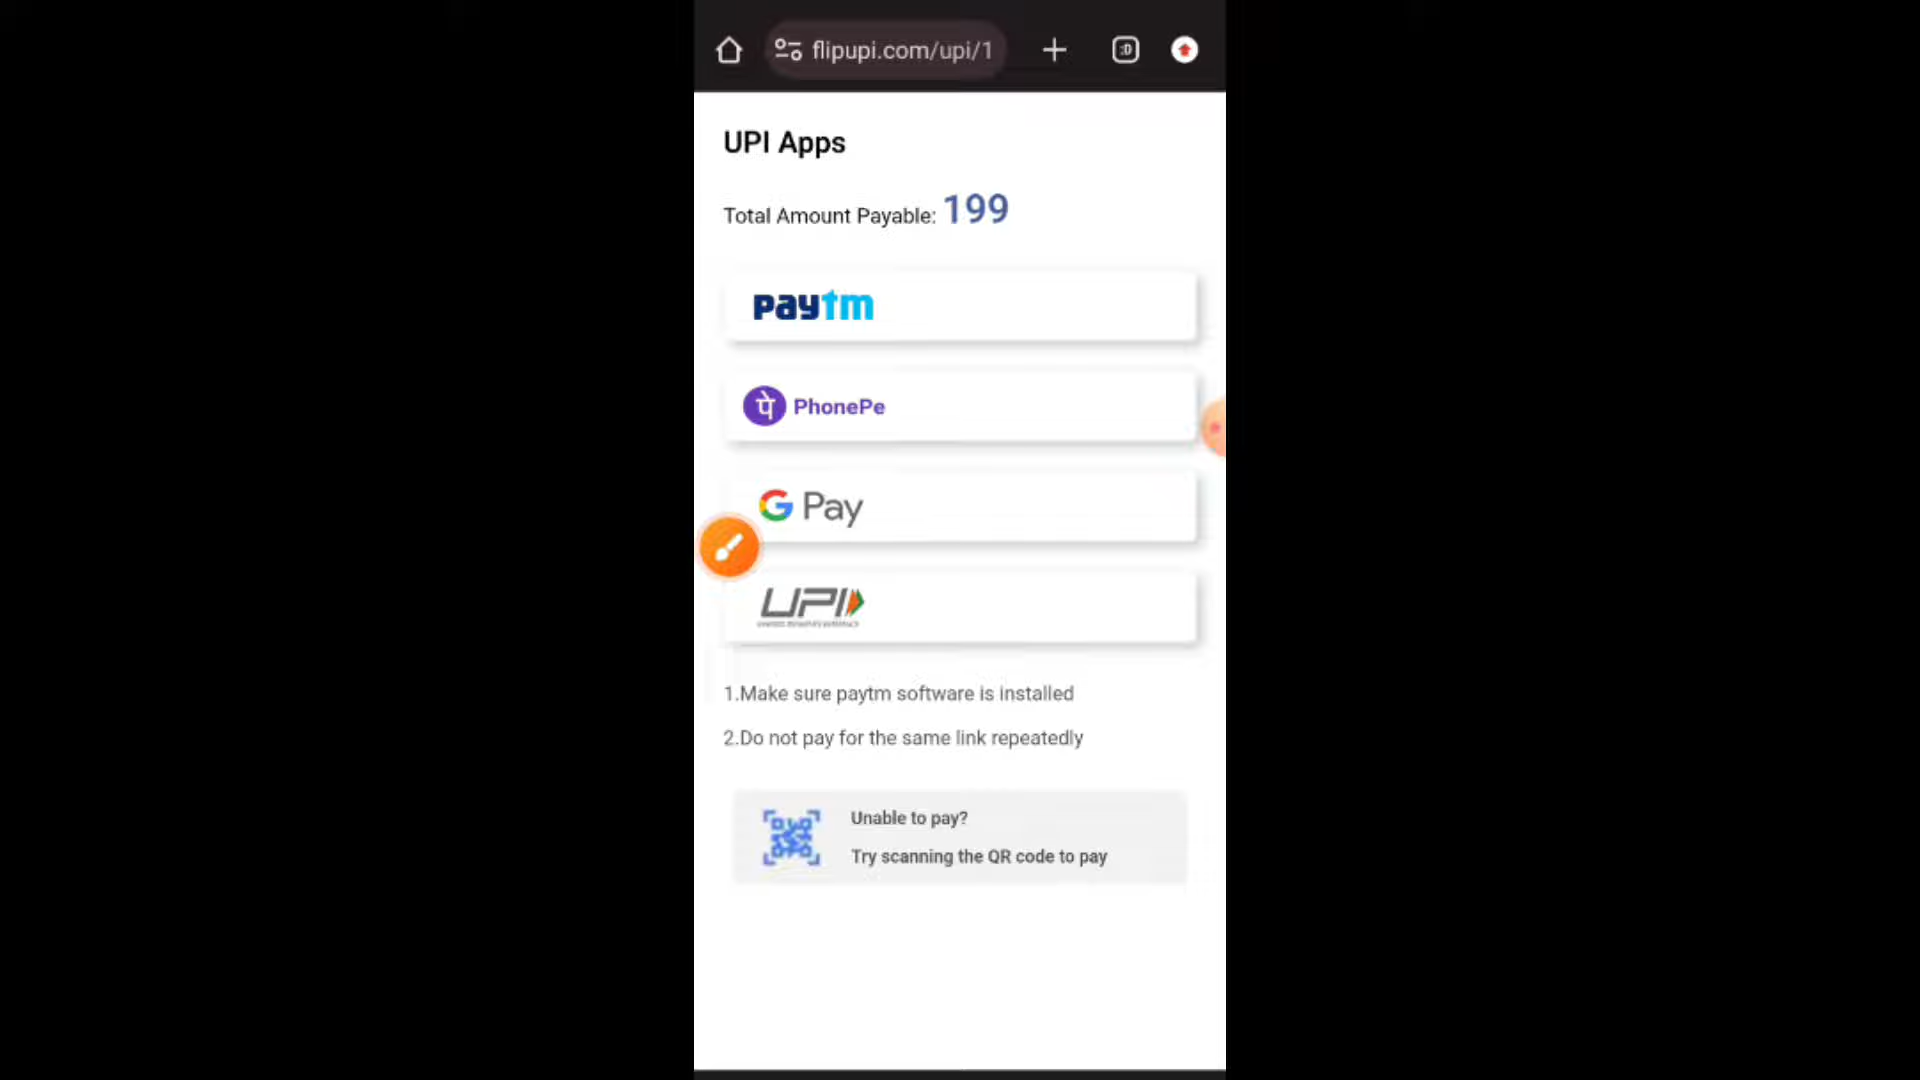 :D
flipupi.com/upi/1
UPI Apps
Total Amount Payable: 199
paytm
पे PhonePe
G Pay
UPI
1.Make sure paytm software is installed
2.Do not pay for the same link repeatedly
Unable to pay?
Try scanning the QR code to pay